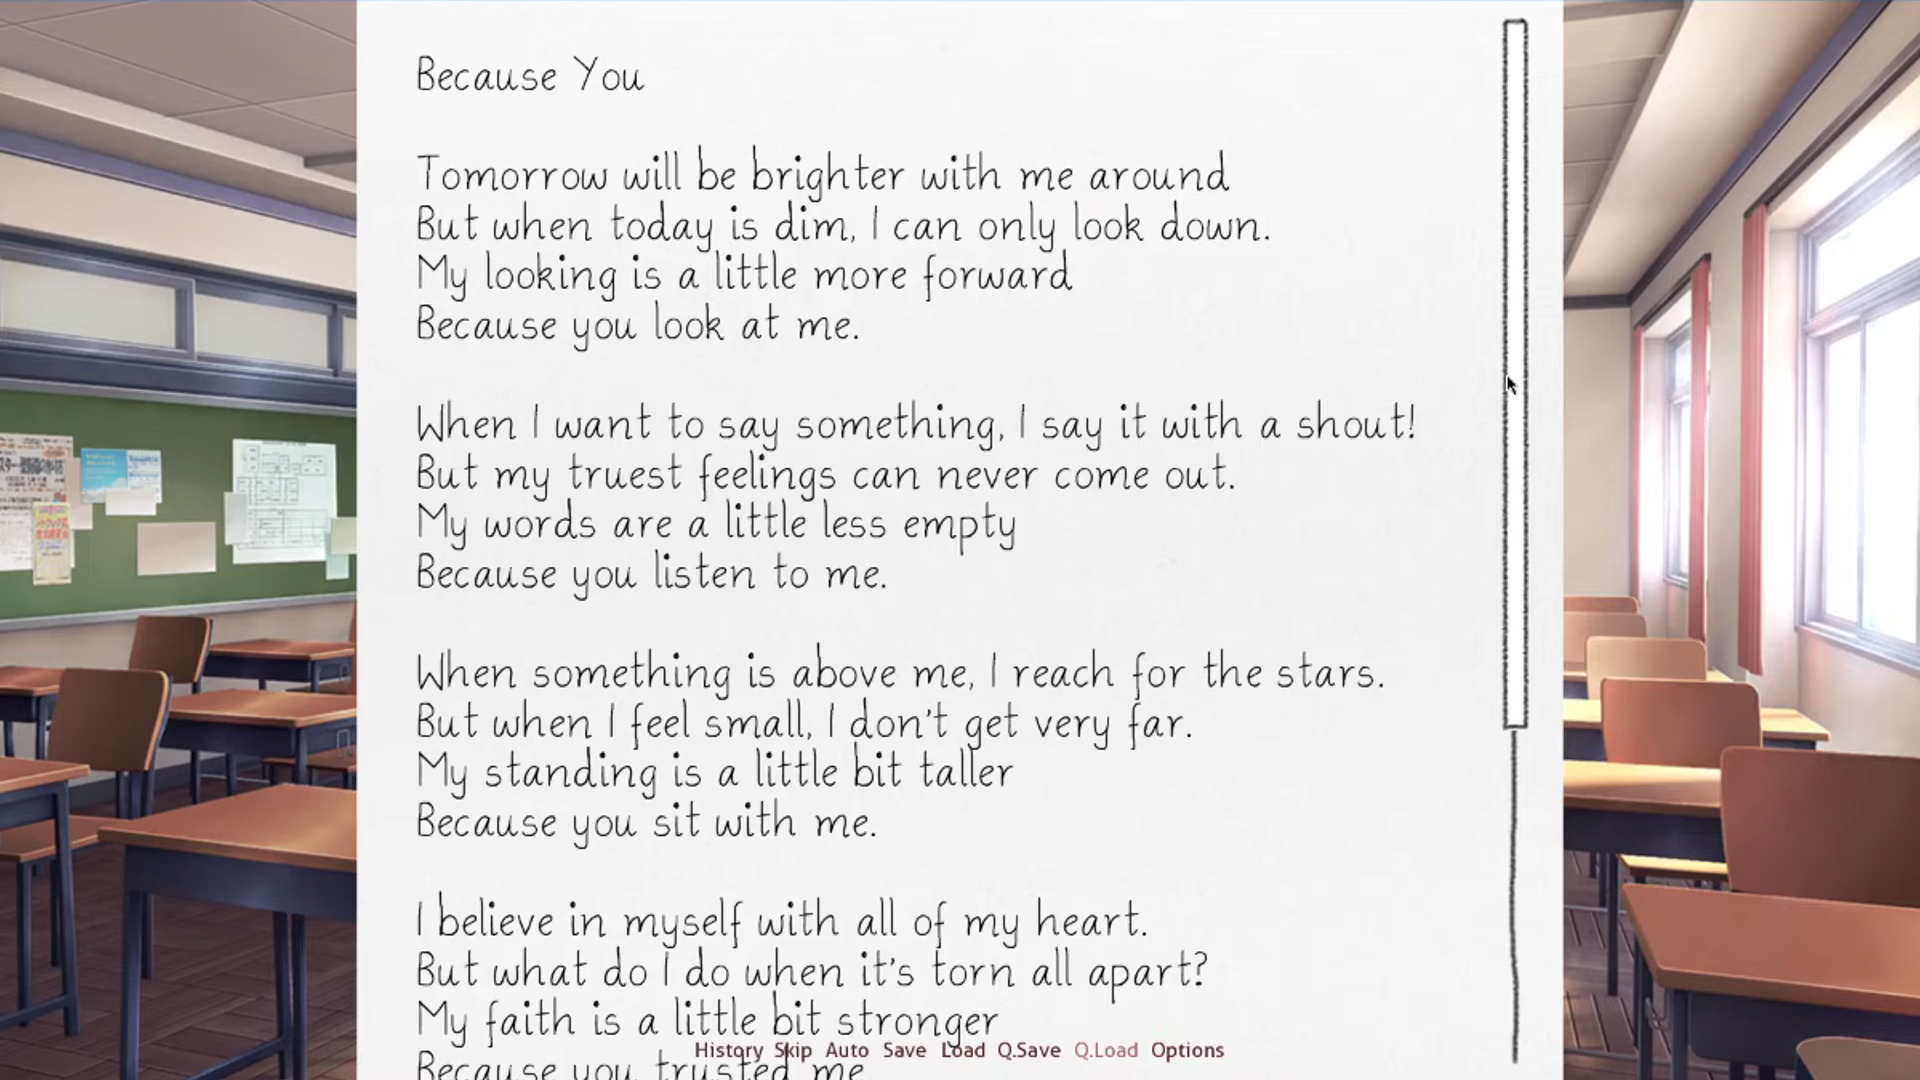 Because You
Tomorrow will be brighter with me around
But when today is dim, I can only look down.
My looking is a little more forward
Because you look at me.
When I want to say something, I say it with a shout!
But my truest feelings can never come out.
My words are a little less empty
Because you listen to me.
When something is above me, I reach for the stars.
But when I feel small, I don't get very far.
My standing is a little bit taller
Because you sit with me.
I believe in myself with all of my heart.
But what do I do when it's torn all apart?
My faith is a little bit stronger
Because you trusted me.
History Skip Auto Save Load Q.Save Q.Load Options